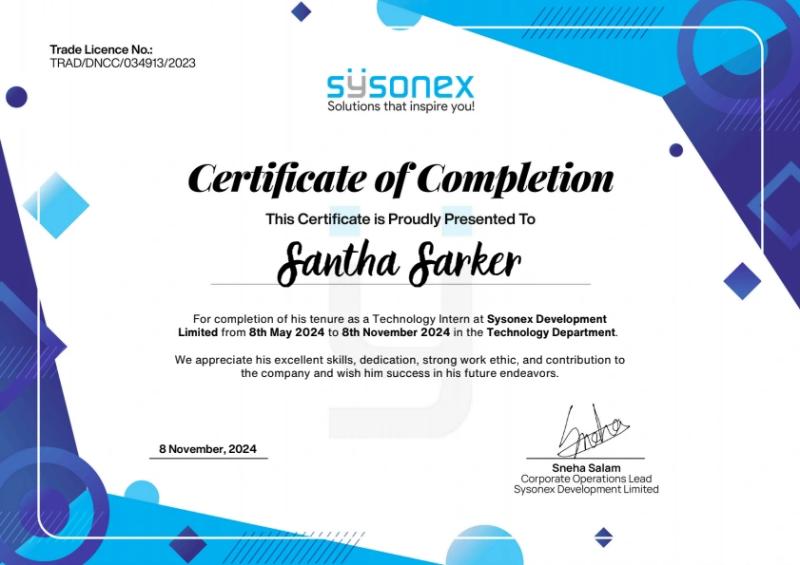 Trade Licence No.:
TRAD/DNCC/034913/2023
sÿsonex
Solutions that inspire you!
Certificate of Completion
This Certificate is Proudly Presented To
Santha Sarker
For completion of his tenure as a Technology Intern at Sysonex Development
Limited from 8th May 2024 to 8th November 2024 in the Technology Department.
We appreciate his excellent skills, dedication, strong work ethic, and contribution to
the company and wish him success in his future endeavors.
8 November, 2024
Sneha
Sneha Salam
Corporate Operations Lead
Sysonex Development Limited